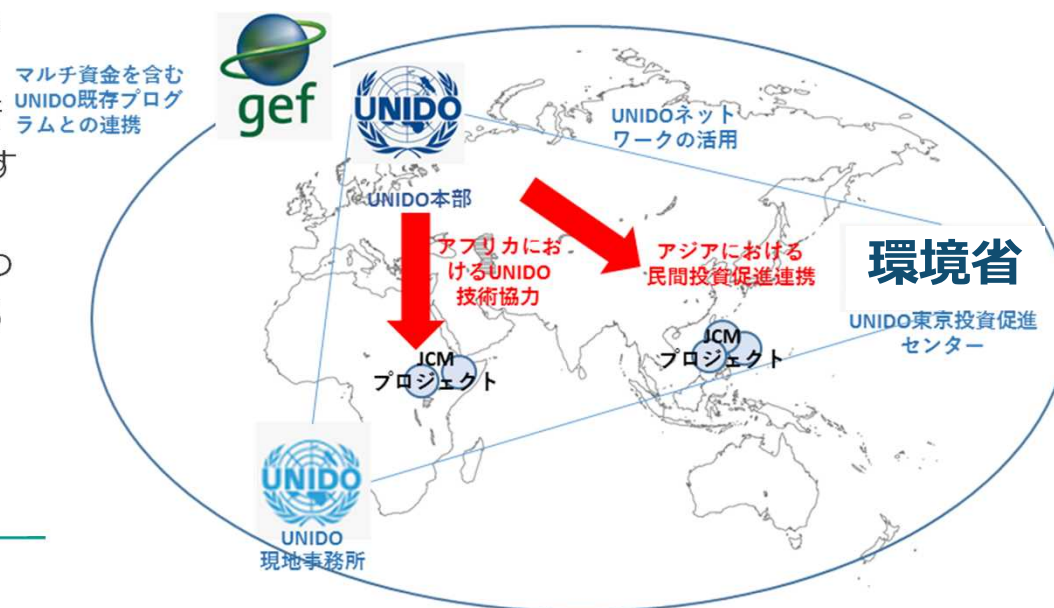 マルチ資金を含む
UNIDO既存プログ
ラムとの連携
す
の
gef
UNIDO
UNIDO本部
UNIDOネット
ワークの活用
アフリカにお
けるUNIDO
技術協力
アジアにおける
民間投資促進連携
環境省
UNIDO東京投資促進
センター
JCM
プロジェクト
JCM
プロジェクト
UNIDO
UNIDO
現地事務所